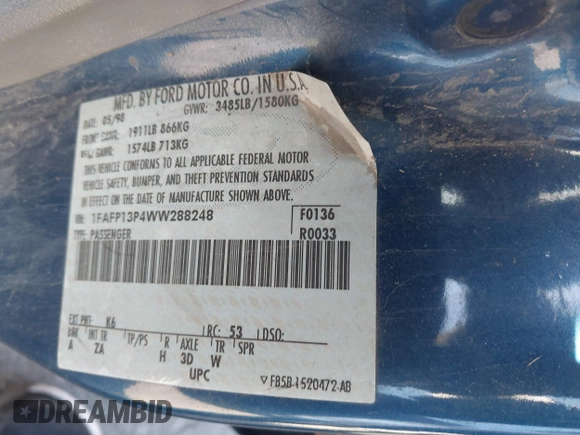 MFD. BY FORD MOTOR CO. IN U.S.A.
DATE: 05/98 GVWR: 3485LB/1580KG
FRONT GAWR: 1911LB 866KG
GAWR: 1574LB 713KG
THIS VEHICLE CONFORMS TO ALL APPLICABLE FEDERAL MOTOR
VEHICLE SAFETY, BUMPER, AND THEFT PREVENTION STANDARDS
IN EFFECT ON THE DATE OF MANUFACTURE SHOWN ABOVE.
VIN: 1FAFP13P4WW288248 F0136
TYPE: PASSENGER R0033
EXT PNT: K6 RC: 53 DSO:
BRK INT TR TP/PS R AXLE TR SPR
A ZA H 3D W
UPC
F85B 1520472-AB
DREAMBID